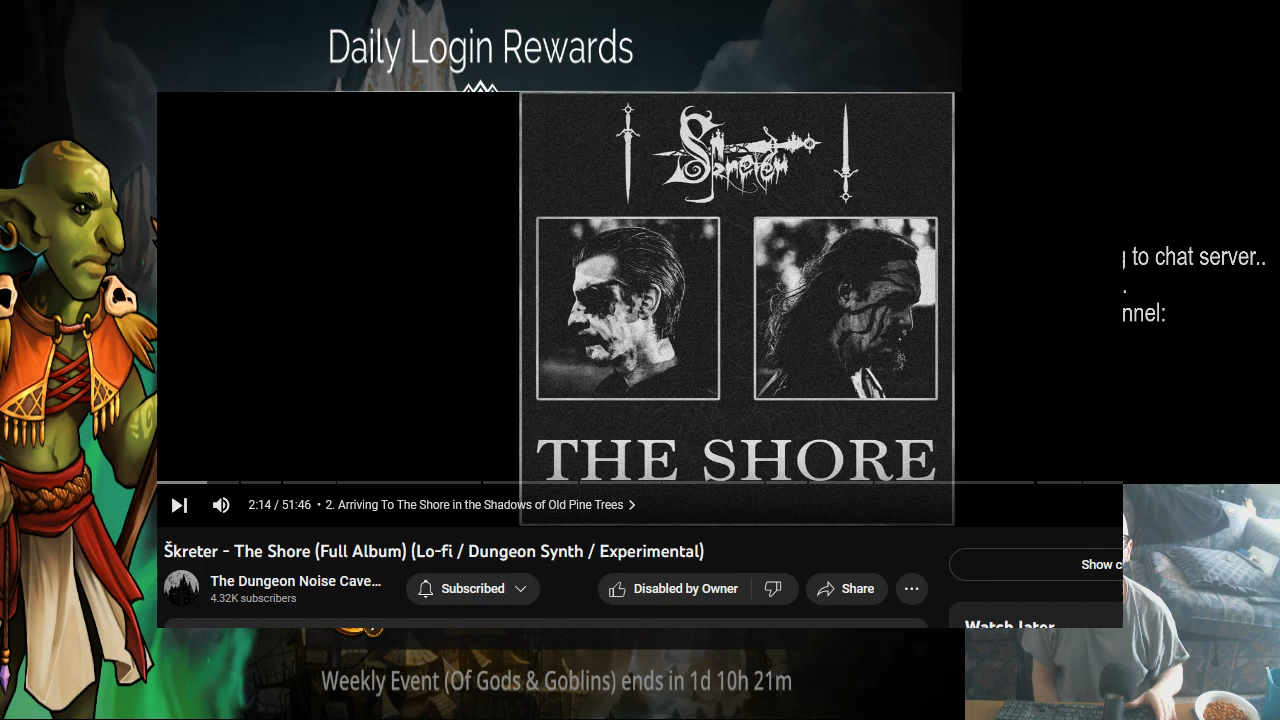 Daily Login Rewards
Škreter
g to chat server..
.
nnel:
THE SHORE
2:14 / 51:46 • 2. Arriving To The Shore in the Shadows of Old Pine Trees
Škreter - The Shore (Full Album) (Lo-fi / Dungeon Synth / Experimental)
The Dungeon Noise Cave...
4.32K subscribers
Subscribed
Disabled by Owner
Share
Show c
Watch later
Weekly Event (Of Gods & Goblins) ends in 1d 10h 21m